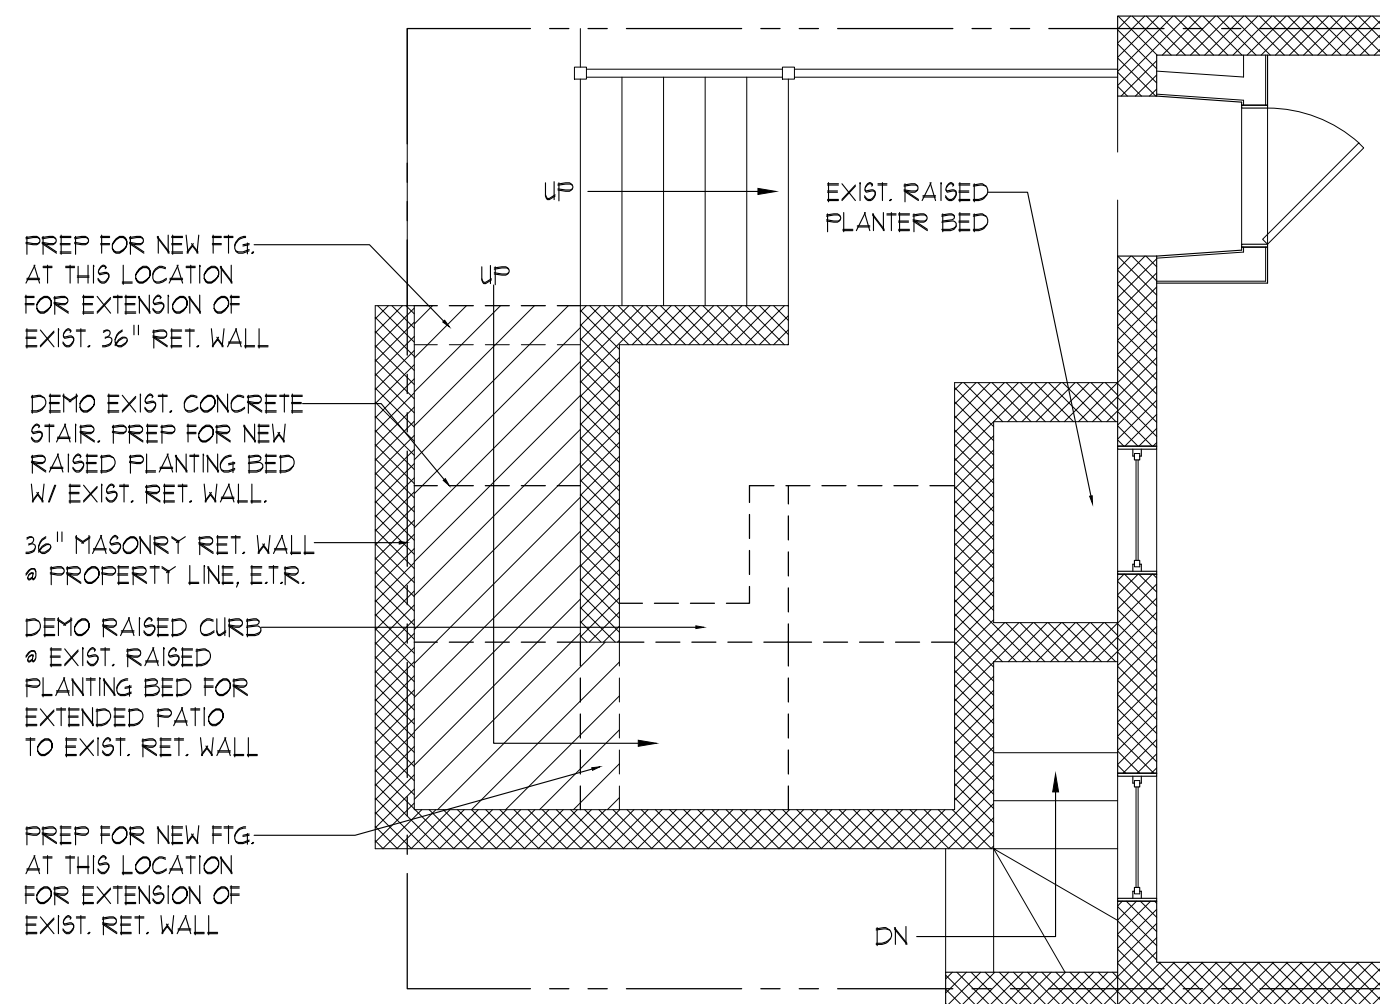 UP
EXIST. RAISED
PLANTER BED
PREP FOR NEW FTG.
AT THIS LOCATION
FOR EXTENSION OF
EXIST. 36" RET. WALL
UP
DEMO EXIST. CONCRETE
STAIR. PREP FOR NEW
RAISED PLANTING BED
W/ EXIST. RET. WALL.
36" MASONRY RET. WALL
@ PROPERTY LINE, E.T.R.
DEMO RAISED CURB
@ EXIST. RAISED
PLANTING BED FOR
EXTENDED PATIO
TO EXIST. RET. WALL
PREP FOR NEW FTG.
AT THIS LOCATION
FOR EXTENSION OF
EXIST. RET. WALL
DN